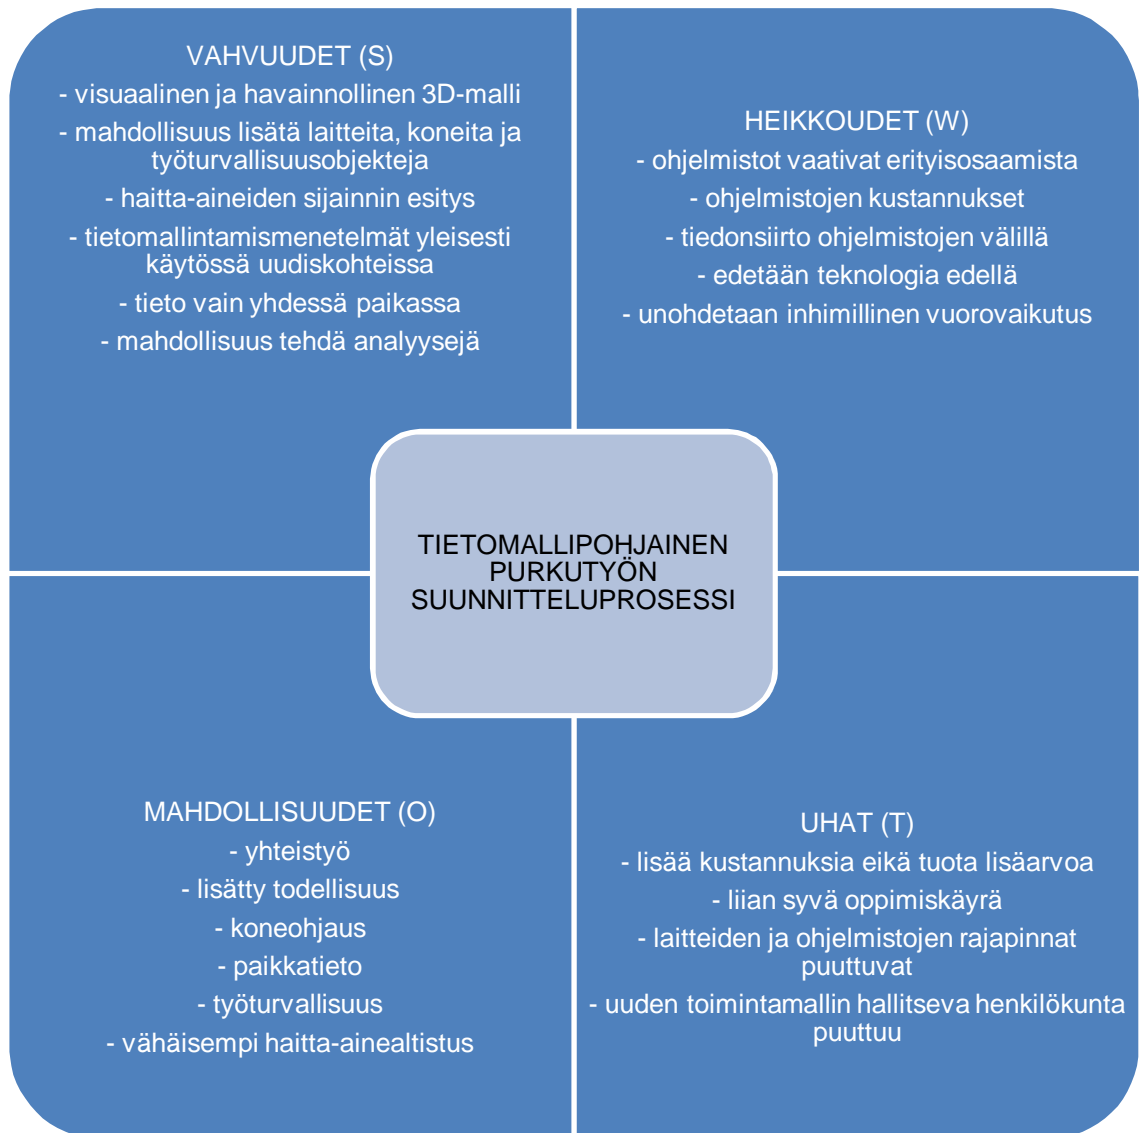 VAHVUUDET (S)
- visuaalinen ja havainnollinen 3D-malli
- mahdollisuus lisätä laitteita, koneita ja
työturvallisuusobjekteja
- haitta-aineiden sijainnin esitys
- tietomallintamismenetelmät yleisesti
käytössä uudiskohteissa
- tieto vain yhdessä paikassa
- mahdollisuus tehdä analyysejä
HEIKKOUDET (W)
- ohjelmistot vaativat erityisosaamista
- ohjelmistojen kustannukset
- tiedonsiirto ohjelmistojen välillä
- edetään teknologia edellä
- unohdetaan inhimillinen vuorovaikutus
TIETOMALLIPOHJAINEN
PURKUTYÖN
SUUNNITTELUPROSESSI
MAHDOLLISUUDET (O)
- yhteistyö
- lisätty todellisuus
- koneohjaus
- paikkatieto
- työturvallisuus
- vähäisempi haitta-ainealtistus
UHAT (T)
- lisää kustannuksia eikä tuota lisäarvoa
- liian syvä oppimiskäyrä
- laitteiden ja ohjelmistojen rajapinnat
puuttuvat
- uuden toimintamallin hallitseva henkilökunta
puuttuu